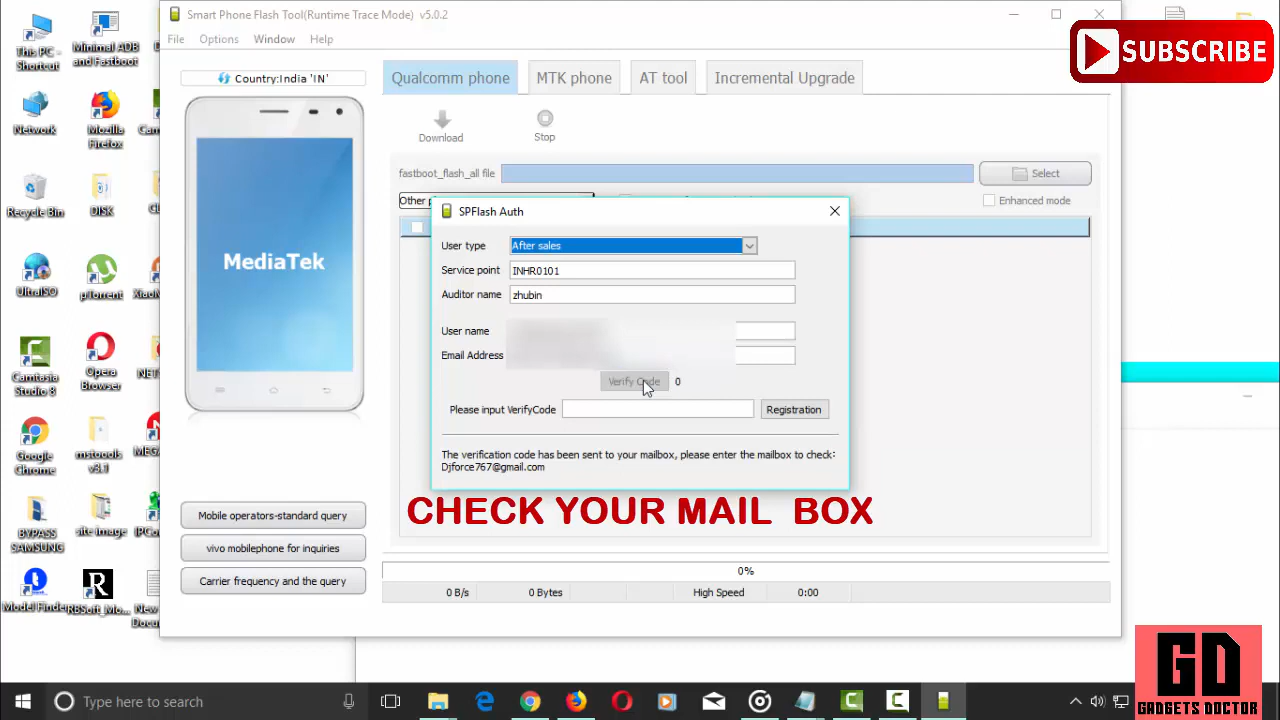 Smart Phone Flash Tool(Runtime Trace Mode) v5.0.2
File Options Window Help
SUBSCRIBE
This PC - Shortcut
Minimal ADB and Fastboot
Network
Mozilla Firefox
Recycle Bin
DISK
UltraISO
µTorrent
Camtasia Studio 8
Opera Browser
Google Chrome
mstools v3.1
BYPASS SAMSUNG
site image
Model Finder
RBSoft_Mo...
New
Country:India 'IN'
MediaTek
Mobile operators-standard query
vivo mobilephone for inquiries
Carrier frequency and the query
Qualcomm phone
MTK phone
AT tool
Incremental Upgrade
Download
Stop
fastboot_flash_all file
Select
Other
Enhanced mode
SPFlash Auth
User type After sales
Service point INHR0101
Auditor name zhubin
User name
Email Address
Verify Code 0
Please input VerifyCode Registration
The verification code has been sent to your mailbox, please enter the mailbox to check:
Djforce767@gmail.com
CHECK YOUR MAIL BOX
0%
0 B/s 0 Bytes High Speed 0:00
GD
GADGETS DOCTOR
Type here to search